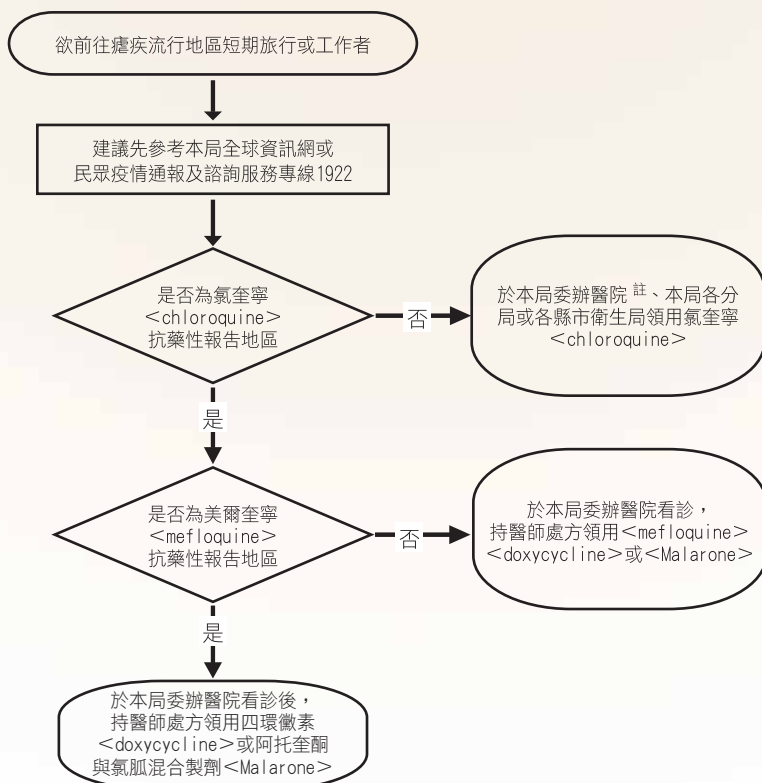 欲前往瘧疾流行地區短期旅行或工作者
建議先參考本局全球資訊網或
民眾疫情通報及諮詢服務專線1922
是否為氯奎寧
<chloroquine>
抗藥性報告地區
否
於本局委辦醫院註、本局各分
局或各縣市衛生局領用氯奎寧
<chloroquine>
是
是否為美爾奎寧
<mefloquine>
抗藥性報告地區
否
於本局委辦醫院看診，
持醫師處方領用<mefloquine>
<doxycycline>或<Malarone>
是
於本局委辦醫院看診後，
持醫師處方領用四環黴素
<doxycycline>或阿托奎酮
與氯胍混合製劑<Malarone>